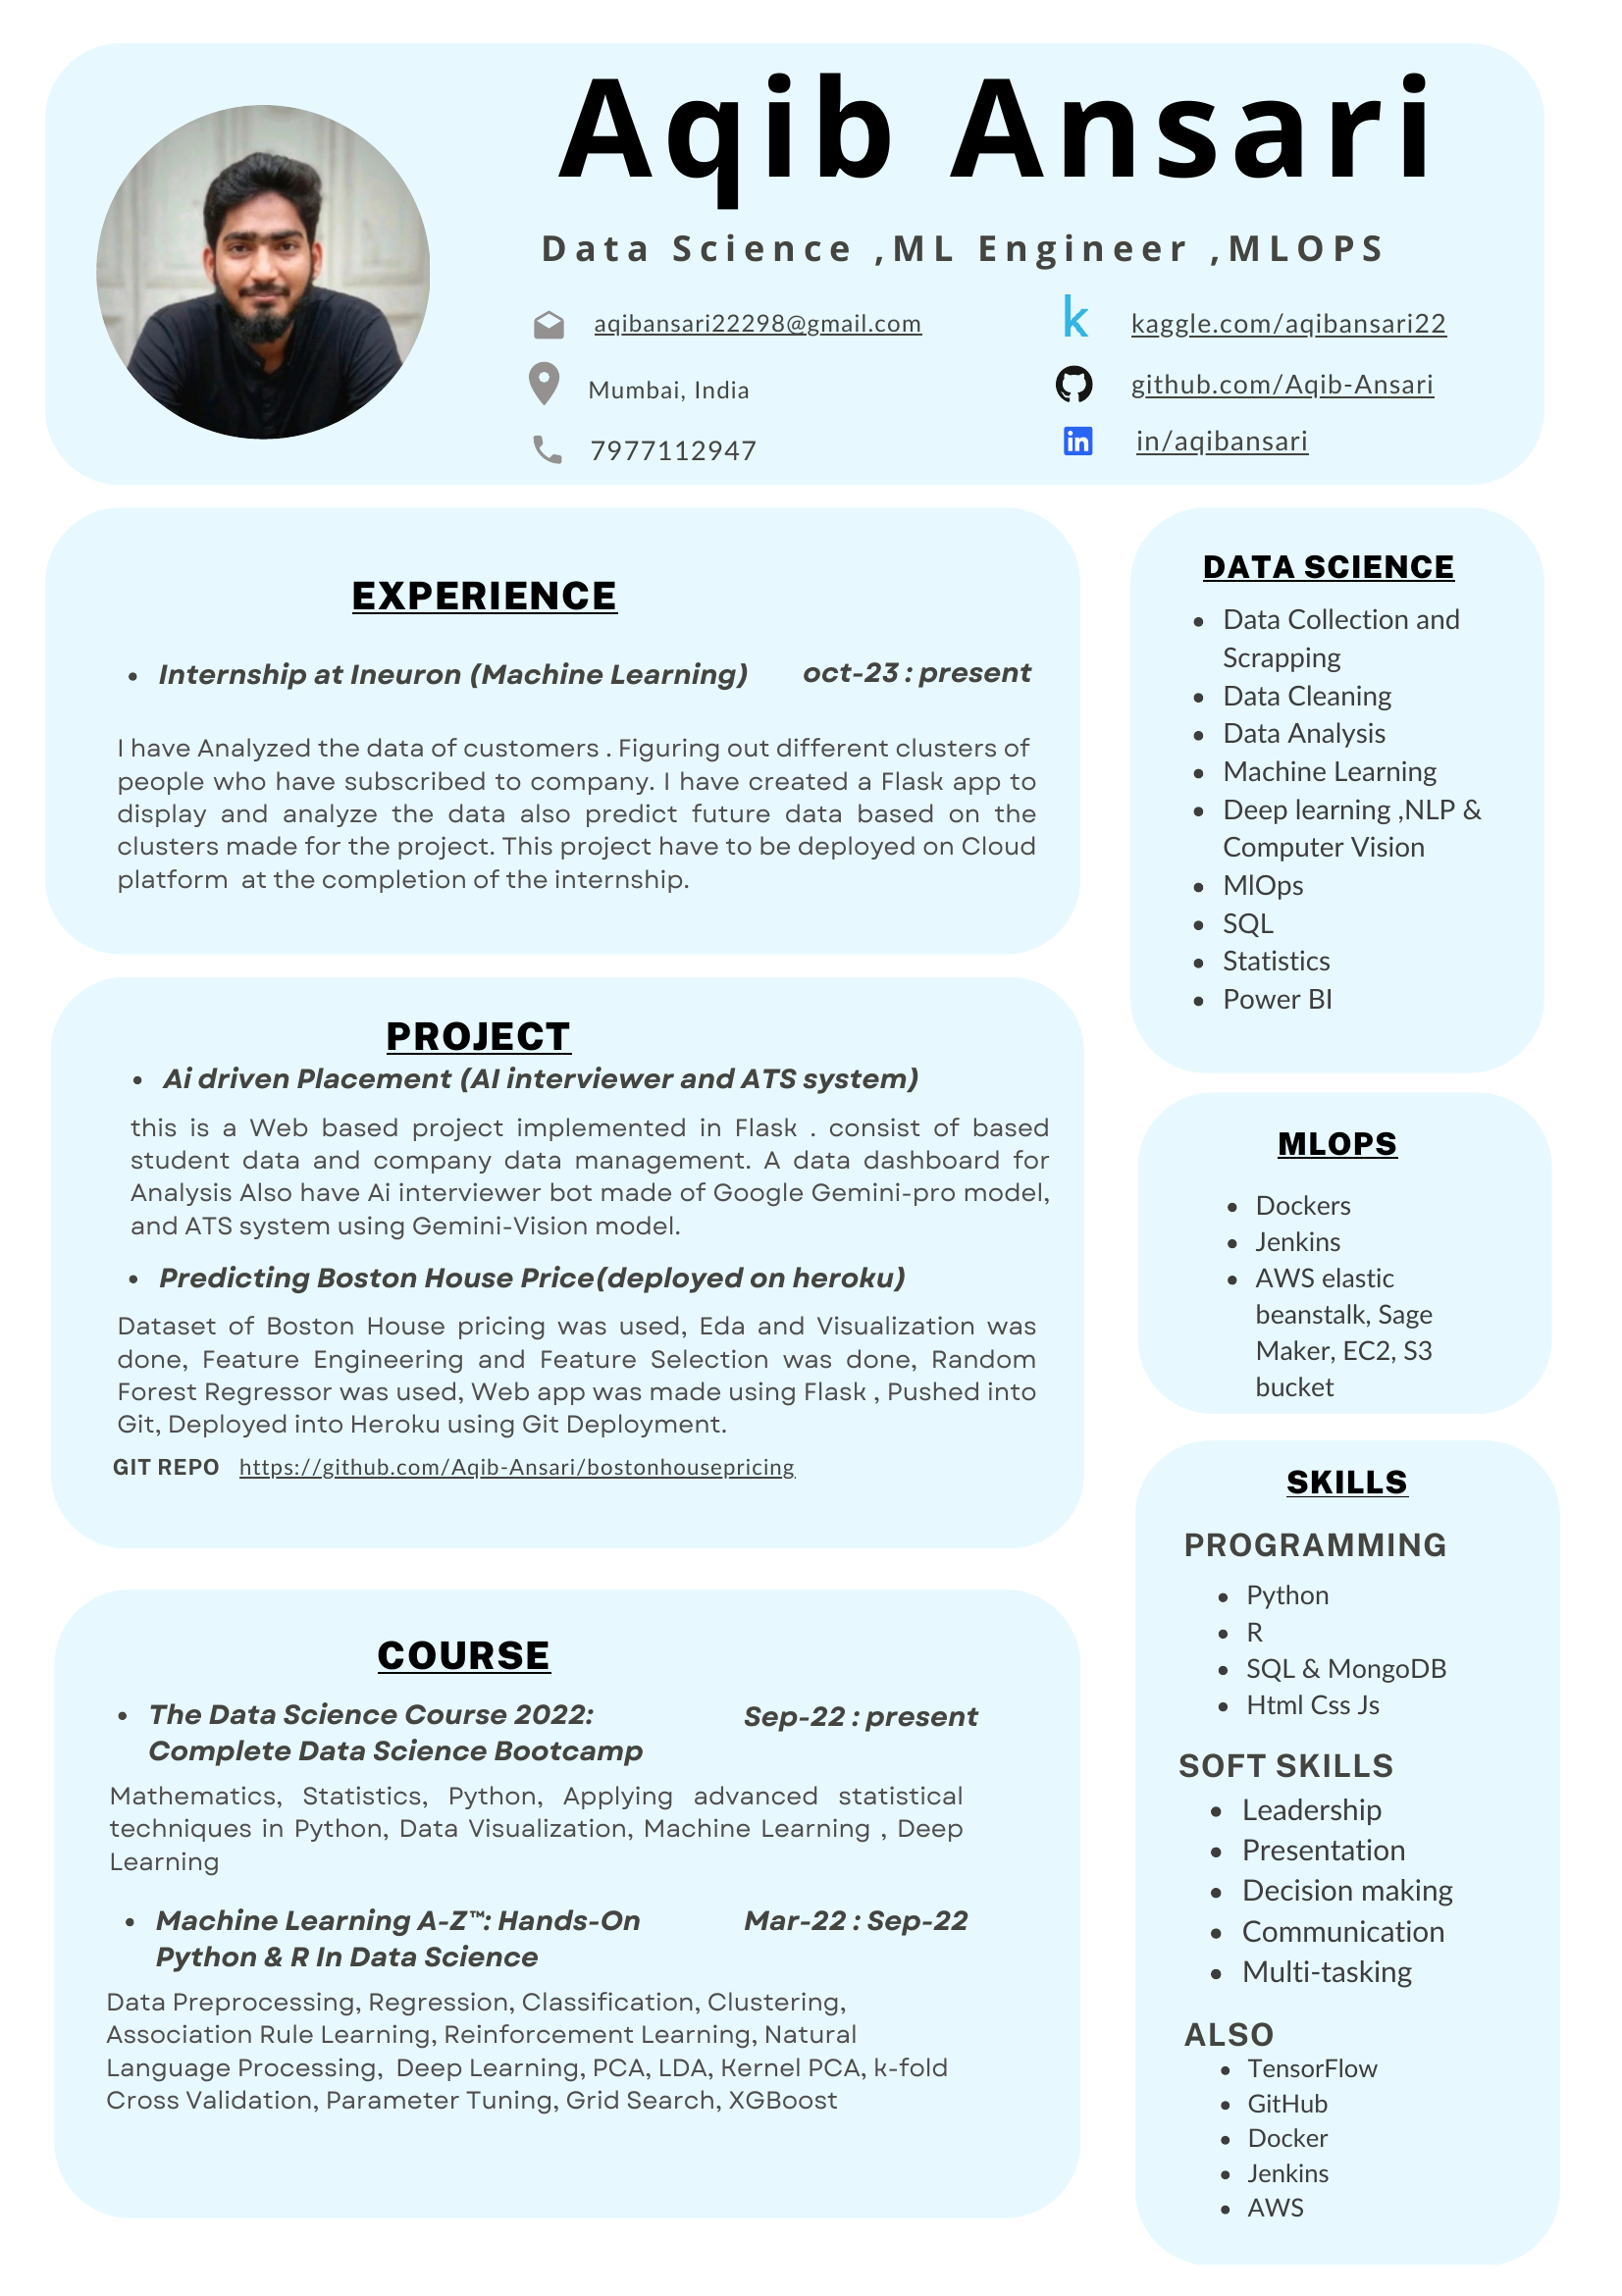 Aqib Ansari
Data Science ,ML Engineer ,MLOPS
aqibansari22298@gmail.com
Mumbai, India
7977112947
k kaggle.com/aqibansari22
github.com/Aqib-Ansari
in in/aqibansari
EXPERIENCE
• Internship at Ineuron (Machine Learning) oct-23 : present
I have Analyzed the data of customers . Figuring out different clusters of
people who have subscribed to company. I have created a Flask app to
display and analyze the data also predict future data based on the
clusters made for the project. This project have to be deployed on Cloud
platform at the completion of the internship.
PROJECT
• Ai driven Placement (AI interviewer and ATS system)
this is a Web based project implemented in Flask . consist of based
student data and company data management. A data dashboard for
Analysis Also have Ai interviewer bot made of Google Gemini-pro model,
and ATS system using Gemini-Vision model.
• Predicting Boston House Price(deployed on heroku)
Dataset of Boston House pricing was used, Eda and Visualization was
done, Feature Engineering and Feature Selection was done, Random
Forest Regressor was used, Web app was made using Flask , Pushed into
Git, Deployed into Heroku using Git Deployment.
GIT REPO https://github.com/Aqib-Ansari/bostonhousepricing
COURSE
• The Data Science Course 2022: Sep-22 : present
Complete Data Science Bootcamp
Mathematics, Statistics, Python, Applying advanced statistical
techniques in Python, Data Visualization, Machine Learning , Deep
Learning
• Machine Learning A-Z™: Hands-On Mar-22 : Sep-22
Python & R In Data Science
Data Preprocessing, Regression, Classification, Clustering,
Association Rule Learning, Reinforcement Learning, Natural
Language Processing, Deep Learning, PCA, LDA, Kernel PCA, k-fold
Cross Validation, Parameter Tuning, Grid Search, XGBoost
DATA SCIENCE
• Data Collection and
Scrapping
• Data Cleaning
• Data Analysis
• Machine Learning
• Deep learning ,NLP &
Computer Vision
• MlOps
• SQL
• Statistics
• Power BI
MLOPS
• Dockers
• Jenkins
• AWS elastic
beanstalk, Sage
Maker, EC2, S3
bucket
SKILLS
PROGRAMMING
• Python
• R
• SQL & MongoDB
• Html Css Js
SOFT SKILLS
• Leadership
• Presentation
• Decision making
• Communication
• Multi-tasking
ALSO
• TensorFlow
• GitHub
• Docker
• Jenkins
• AWS